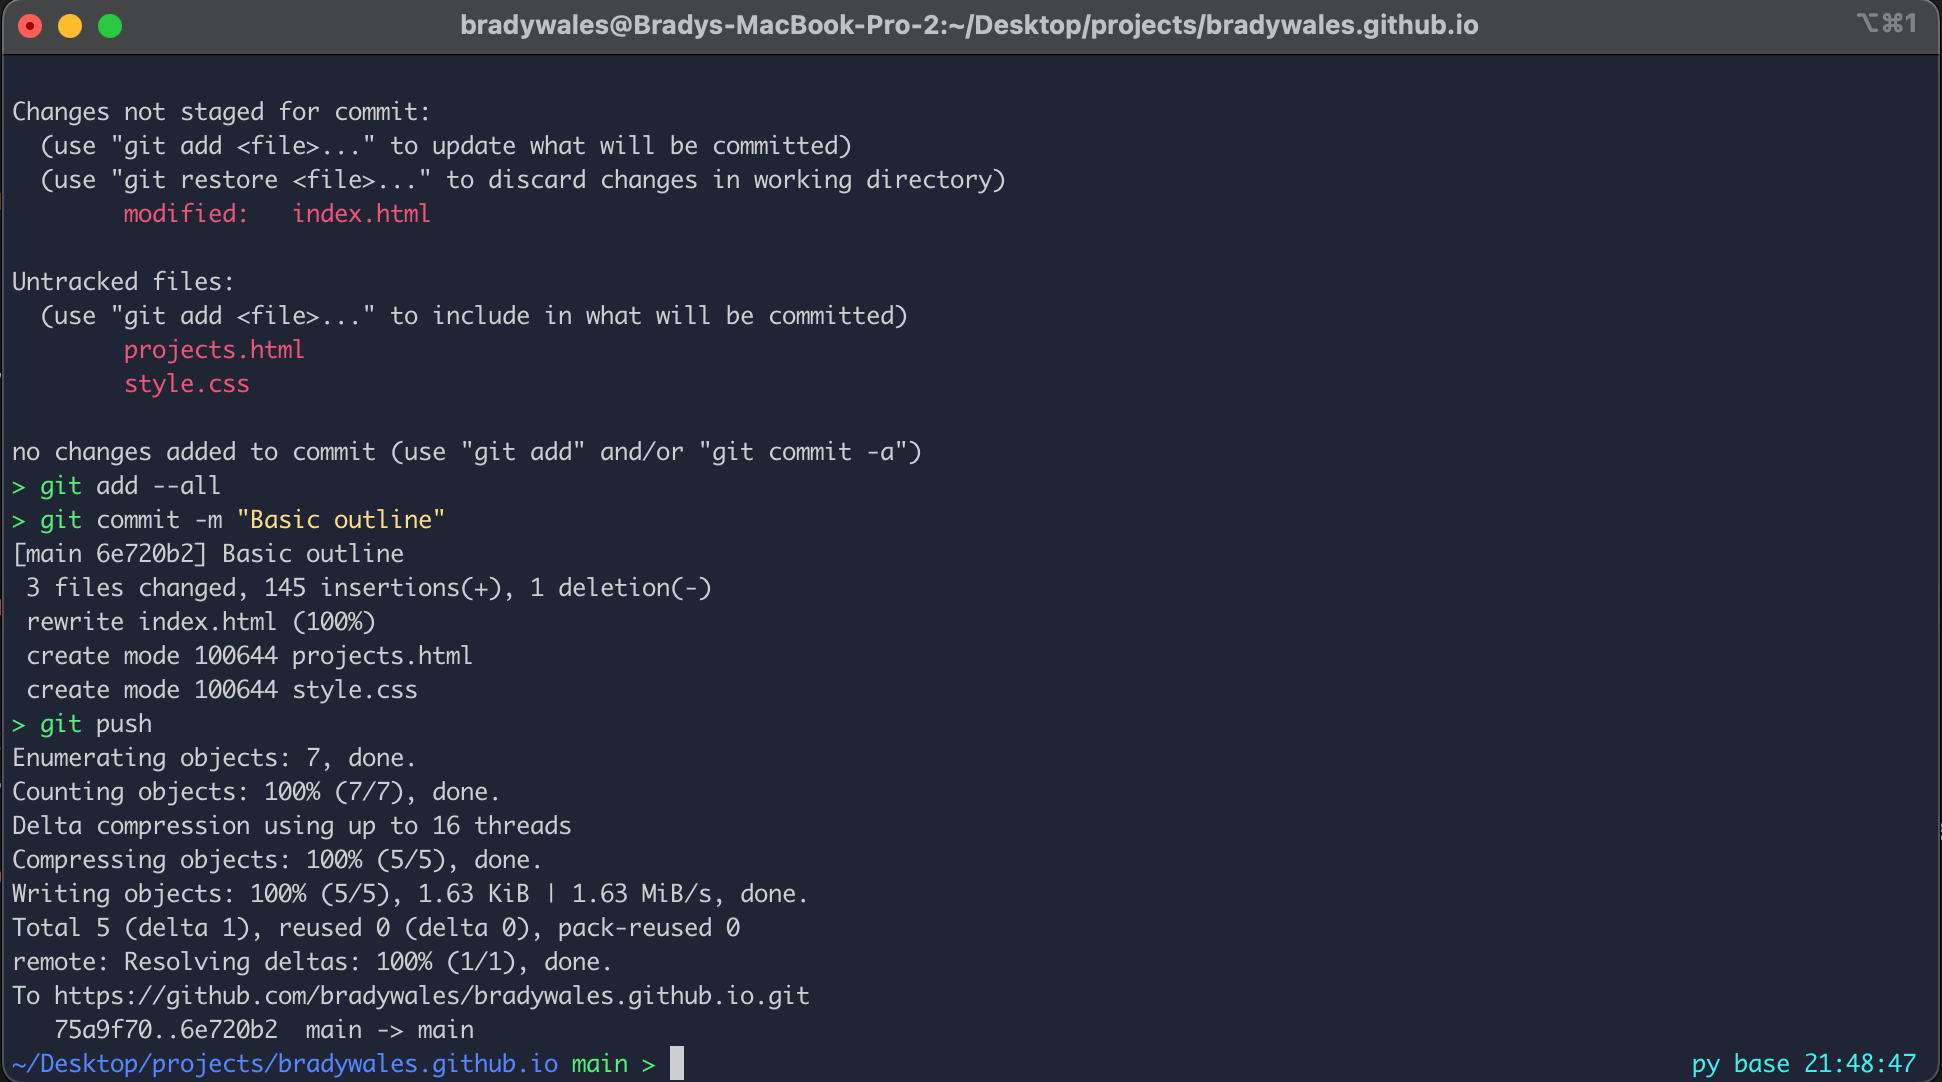 bradywales@Bradys-MacBook-Pro-2:~/Desktop/projects/bradywales.github.io ⌥⌘1
Changes not staged for commit:
  (use "git add <file>..." to update what will be committed)
  (use "git restore <file>..." to discard changes in working directory)
        modified:   index.html

Untracked files:
  (use "git add <file>..." to include in what will be committed)
        projects.html
        style.css

no changes added to commit (use "git add" and/or "git commit -a")
> git add --all
> git commit -m "Basic outline"
[main 6e720b2] Basic outline
 3 files changed, 145 insertions(+), 1 deletion(-)
 rewrite index.html (100%)
 create mode 100644 projects.html
 create mode 100644 style.css
> git push
Enumerating objects: 7, done.
Counting objects: 100% (7/7), done.
Delta compression using up to 16 threads
Compressing objects: 100% (5/5), done.
Writing objects: 100% (5/5), 1.63 KiB | 1.63 MiB/s, done.
Total 5 (delta 1), reused 0 (delta 0), pack-reused 0
remote: Resolving deltas: 100% (1/1), done.
To https://github.com/bradywales/bradywales.github.io.git
   75a9f70..6e720b2  main -> main
~/Desktop/projects/bradywales.github.io main > py base 21:48:47